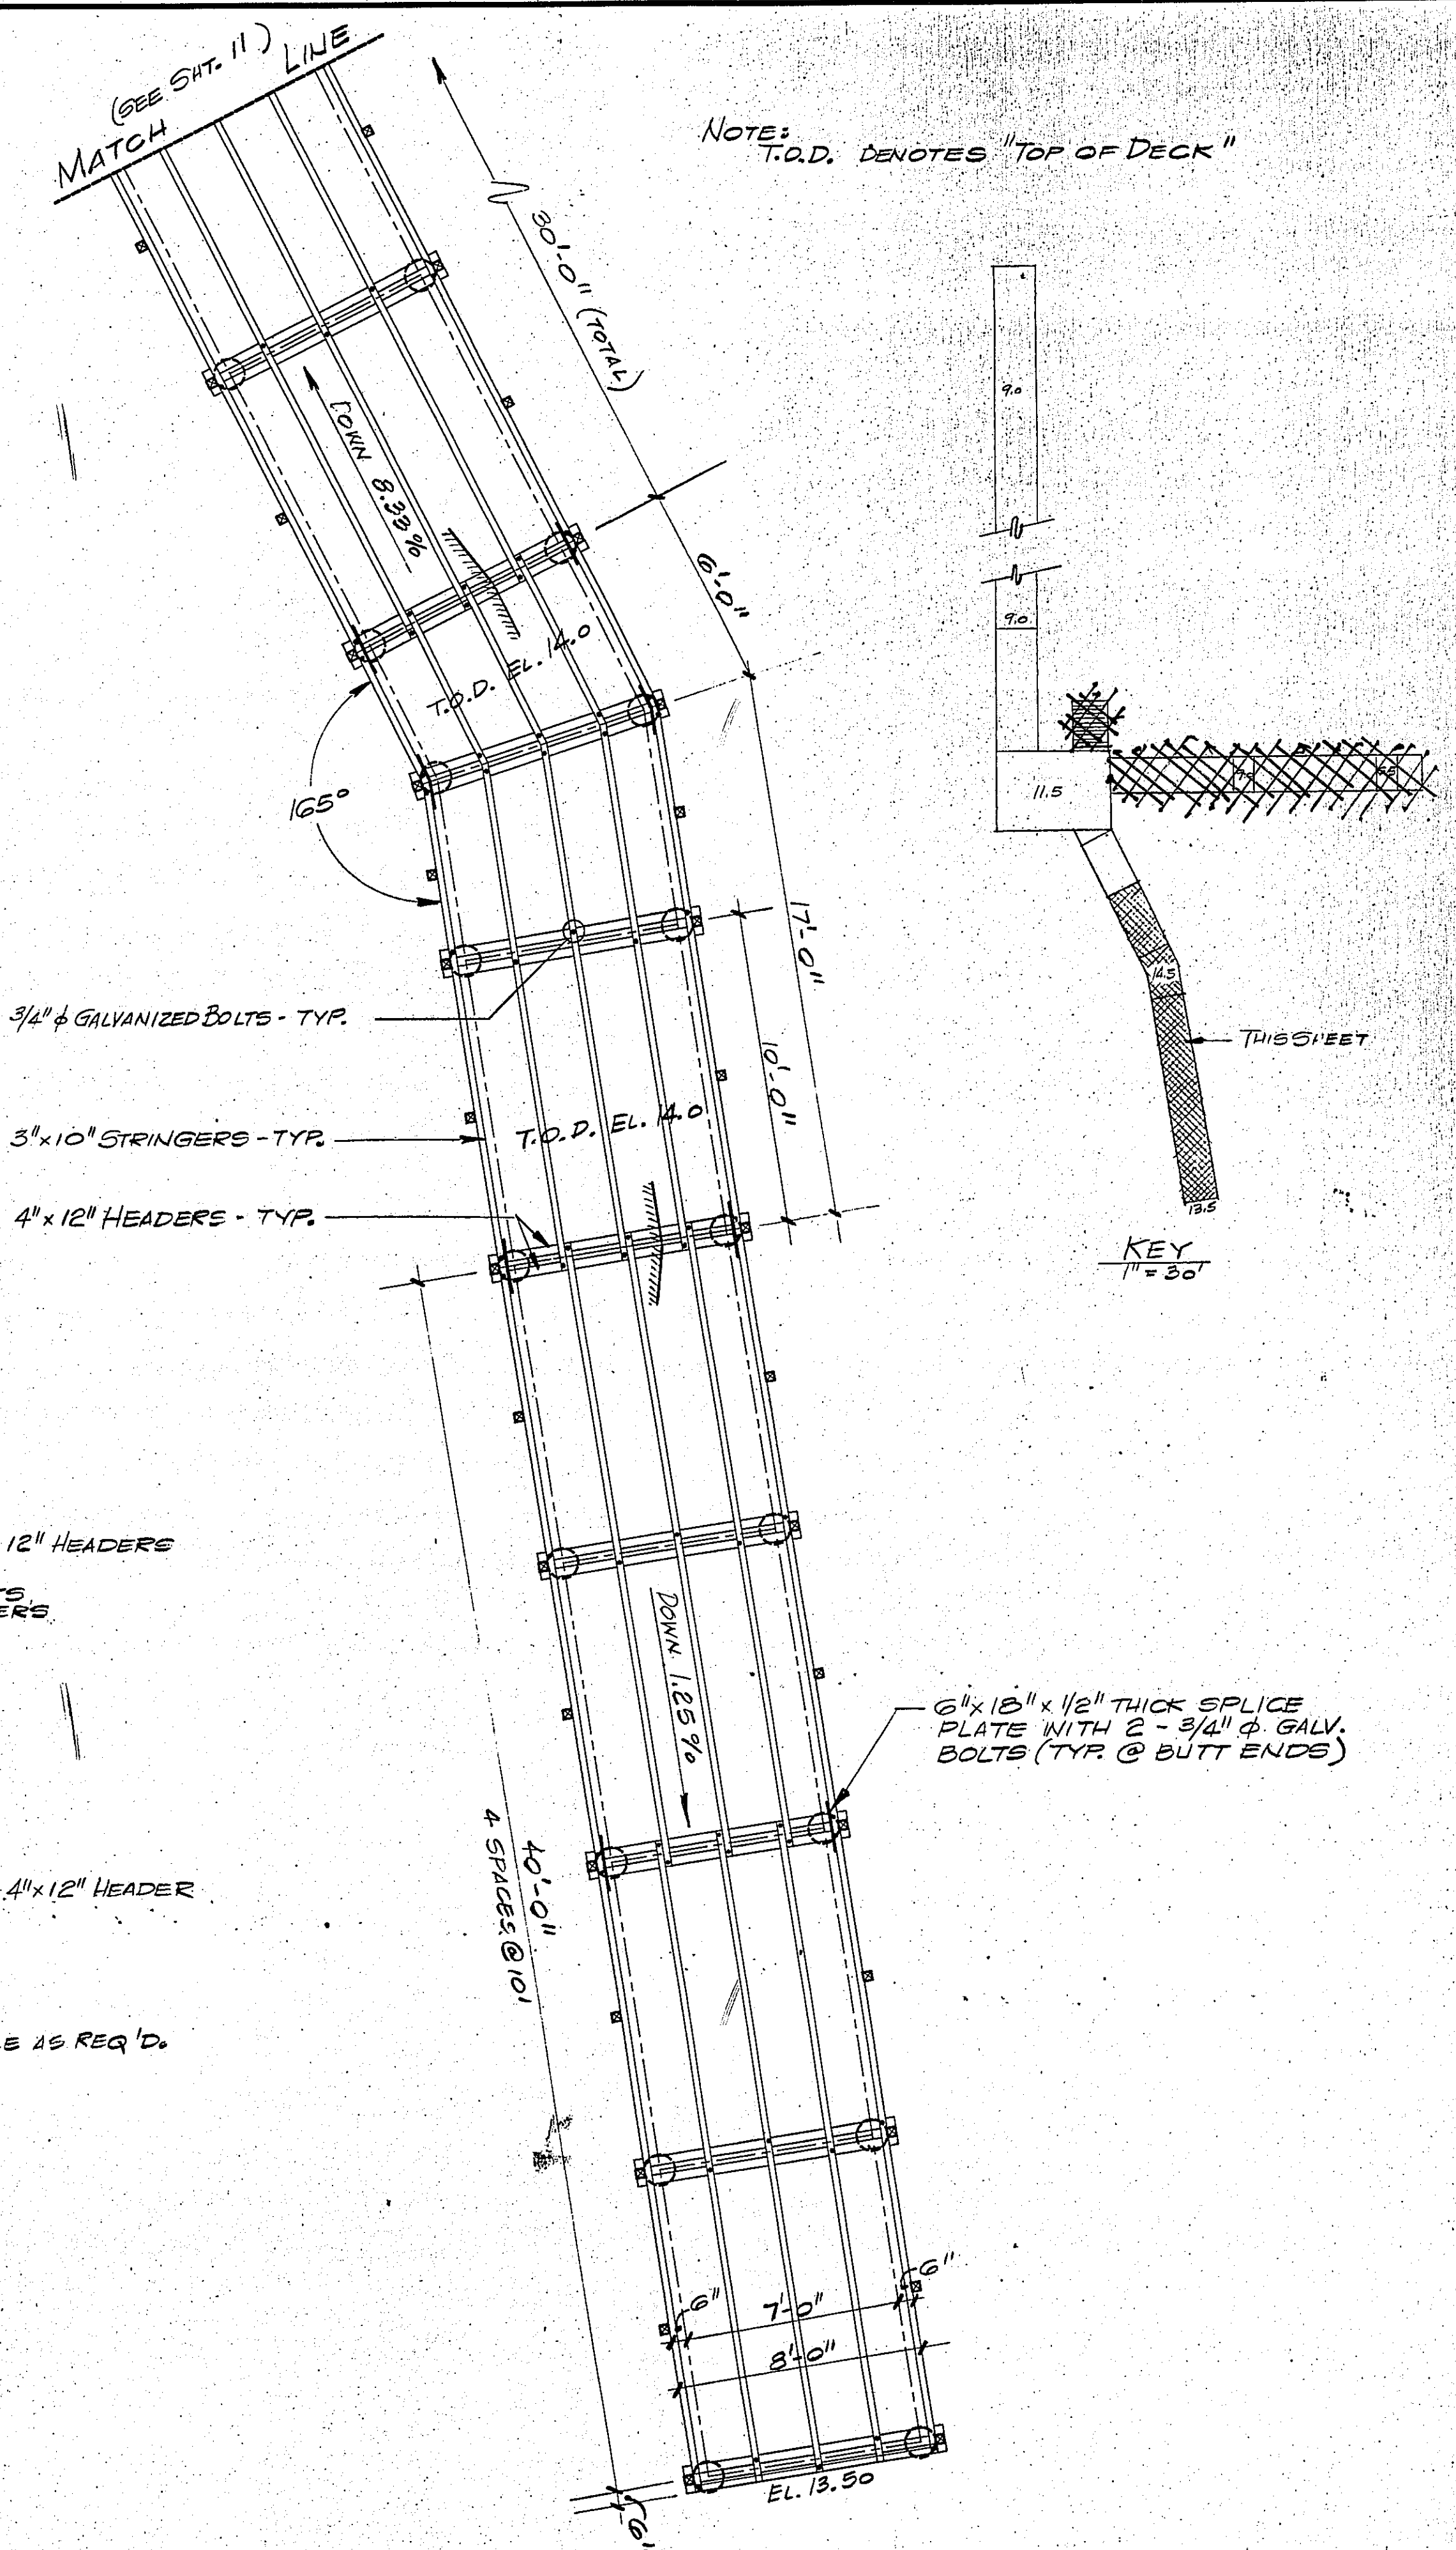 (SEE SHT. 11)
MATCH LINE
NOTE:
T.O.D. DENOTES "TOP OF DECK"
30'-0" (TOTAL)
DOWN 8.33%
6'-0"
T.O.D. EL. 14.0
165°
17'-0"
10'-0"
3/4" φ GALVANIZED BOLTS - TYP.
3"x10" STRINGERS - TYP.
T.O.D. EL. 14.0
4"x12" HEADERS - TYP.
9.0
9.0
11.5
14.5
THIS SHEET
13.5
KEY
1" = 30'
12" HEADERS
TS
ERS
DOWN 1.25%
6"x18"x1/2" THICK SPLICE
PLATE WITH 2 - 3/4" φ GALV.
BOLTS (TYP. @ BUTT ENDS)
40'-0"
4 SPACES @ 10'
4"x12" HEADER
E AS REQ'D.
6"
7'-0"
6"
8'-0"
EL. 13.50